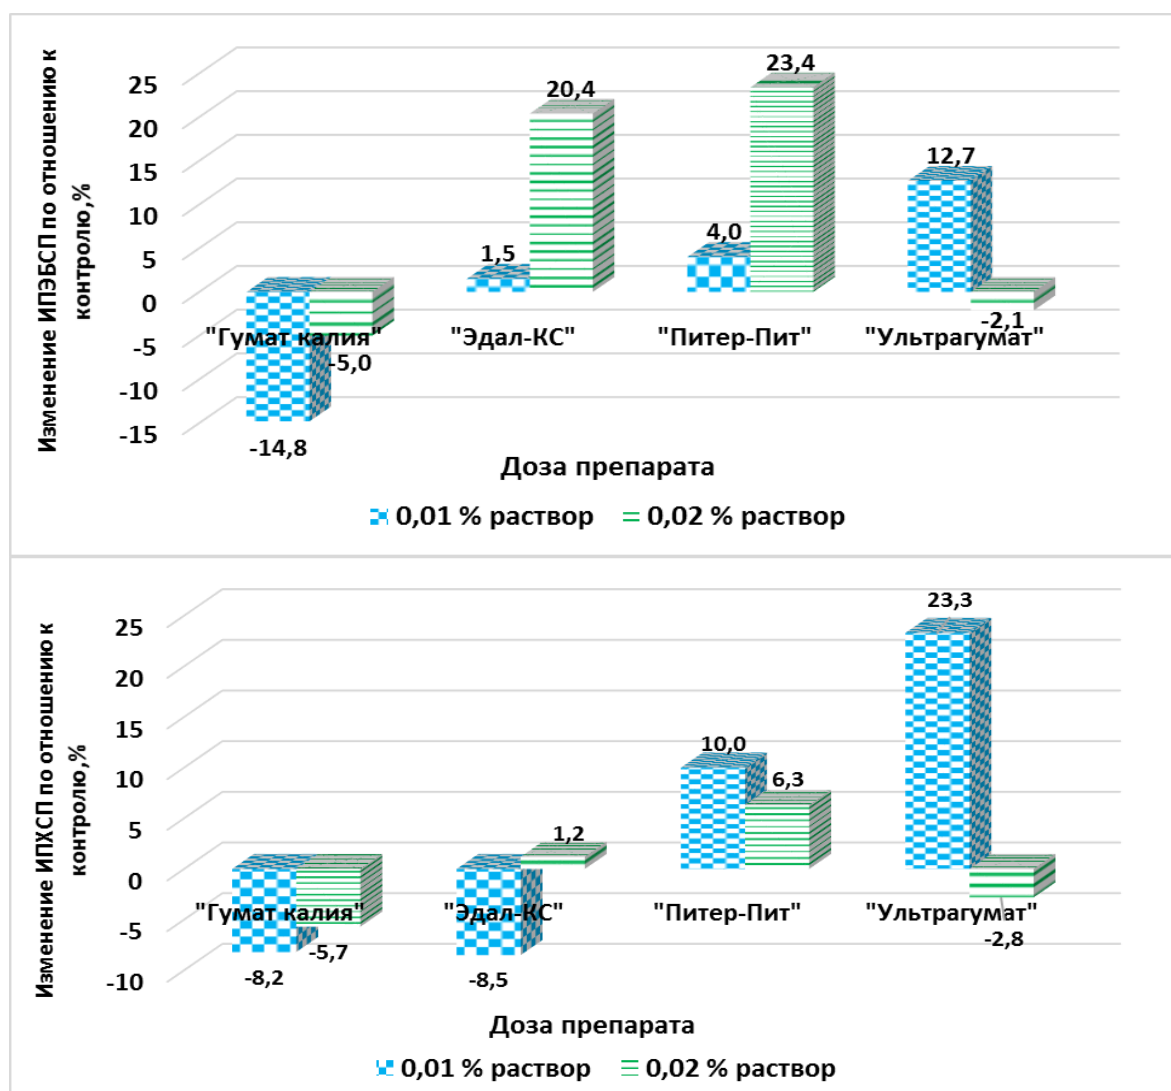 Изменение ИПЭБСП по отношению к
контролю,%
25
20
15
10
5
0
-5
-10
-15
-14,8
-5,0
1,5
20,4
4,0
23,4
12,7
-2,1
"Гумат калия"
"Эдал-КС"
"Питер-Пит"
"Ультрагумат"
Доза препарата
0,01 % раствор
0,02 % раствор
Изменение ИПХСП по отношению к
контролю,%
25
20
15
10
5
0
-5
-10
-8,2
-5,7
-8,5
1,2
10,0
6,3
23,3
-2,8
"Гумат калия"
"Эдал-КС"
"Питер-Пит"
"Ультрагумат"
Доза препарата
0,01 % раствор
0,02 % раствор